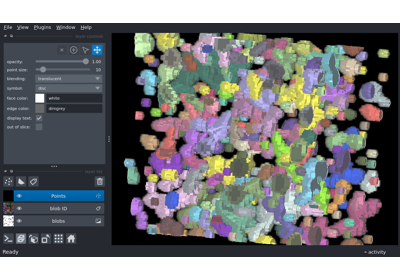 File View Plugins Window Help
opacity: 1.00
point size: 10
blending: translucent
symbol: disc
face color: white
edge color: dimgrey
display text:
out of slice:
Points
blob ID
blobs
Ready
activity